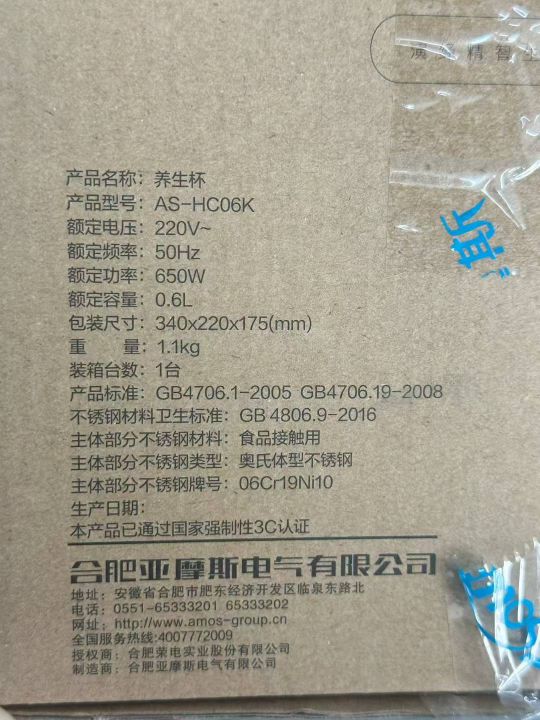 精智生
产品名称：养生杯
产品型号：AS-HC06K
额定电压：220V~
额定频率：50Hz
额定功率：650W
额定容量：0.6L
包装尺寸：340x220x175(mm)
重　　量：1.1kg
装箱台数：1台
产品标准：GB4706.1-2005 GB4706.19-2008
不锈钢材料卫生标准：GB 4806.9-2016
主体部分不锈钢材料：食品接触用
主体部分不锈钢类型：奥氏体型不锈钢
主体部分不锈钢牌号：06Cr19Ni10
生产日期：
本产品已通过国家强制性3C认证
合肥亚摩斯电气有限公司
地址：安徽省合肥市肥东经济开发区临泉东路北
电话：0551-65333201 65333202
网址：http://www.amos-group.cn
全国服务热线：4007772009
授权商：合肥荣电实业股份有限公司
制造商：合肥亚摩斯电气有限公司
斯